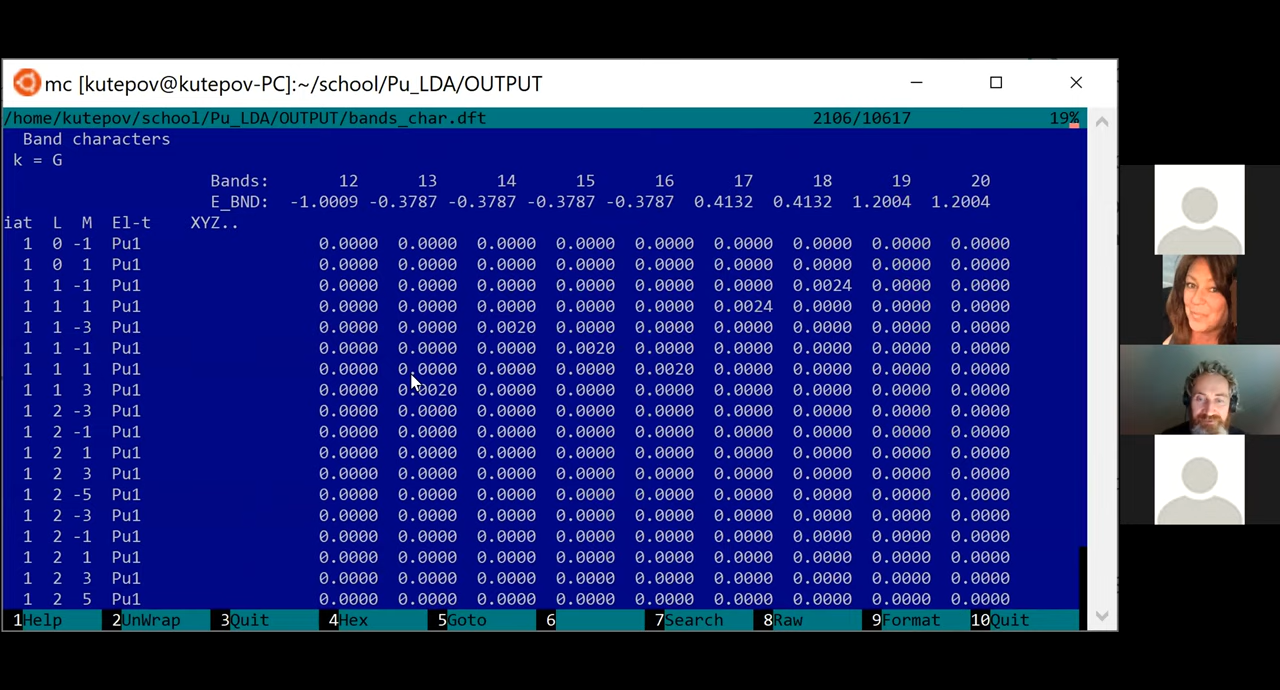 mc [kutepov@kutepov-PC]:~/school/Pu_LDA/OUTPUT
/home/kutepov/school/Pu_LDA/OUTPUT/bands_char.dft 2106/10617 19%
Band characters
k = G
Bands: 12 13 14 15 16 17 18 19 20
E_BND: -1.0009 -0.3787 -0.3787 -0.3787 -0.3787 0.4132 0.4132 1.2004 1.2004
iat L M El-t XYZ..
1 0 -1 Pu1 0.0000 0.0000 0.0000 0.0000 0.0000 0.0000 0.0000 0.0000 0.0000
1 0 1 Pu1 0.0000 0.0000 0.0000 0.0000 0.0000 0.0000 0.0000 0.0000 0.0000
1 1 -1 Pu1 0.0000 0.0000 0.0000 0.0000 0.0000 0.0000 0.0024 0.0000 0.0000
1 1 1 Pu1 0.0000 0.0000 0.0000 0.0000 0.0000 0.0024 0.0000 0.0000 0.0000
1 1 -3 Pu1 0.0000 0.0000 0.0020 0.0000 0.0000 0.0000 0.0000 0.0000 0.0000
1 1 -1 Pu1 0.0000 0.0000 0.0000 0.0020 0.0000 0.0000 0.0000 0.0000 0.0000
1 1 1 Pu1 0.0000 0.0000 0.0000 0.0000 0.0020 0.0000 0.0000 0.0000 0.0000
1 1 3 Pu1 0.0000 0.0020 0.0000 0.0000 0.0000 0.0000 0.0000 0.0000 0.0000
1 2 -3 Pu1 0.0000 0.0000 0.0000 0.0000 0.0000 0.0000 0.0000 0.0000 0.0000
1 2 -1 Pu1 0.0000 0.0000 0.0000 0.0000 0.0000 0.0000 0.0000 0.0000 0.0000
1 2 1 Pu1 0.0000 0.0000 0.0000 0.0000 0.0000 0.0000 0.0000 0.0000 0.0000
1 2 3 Pu1 0.0000 0.0000 0.0000 0.0000 0.0000 0.0000 0.0000 0.0000 0.0000
1 2 -5 Pu1 0.0000 0.0000 0.0000 0.0000 0.0000 0.0000 0.0000 0.0000 0.0000
1 2 -3 Pu1 0.0000 0.0000 0.0000 0.0000 0.0000 0.0000 0.0000 0.0000 0.0000
1 2 -1 Pu1 0.0000 0.0000 0.0000 0.0000 0.0000 0.0000 0.0000 0.0000 0.0000
1 2 1 Pu1 0.0000 0.0000 0.0000 0.0000 0.0000 0.0000 0.0000 0.0000 0.0000
1 2 3 Pu1 0.0000 0.0000 0.0000 0.0000 0.0000 0.0000 0.0000 0.0000 0.0000
1 2 5 Pu1 0.0000 0.0000 0.0000 0.0000 0.0000 0.0000 0.0000 0.0000 0.0000
1Help 2UnWrap 3Quit 4Hex 5Goto 6 7Search 8Raw 9Format 10Quit